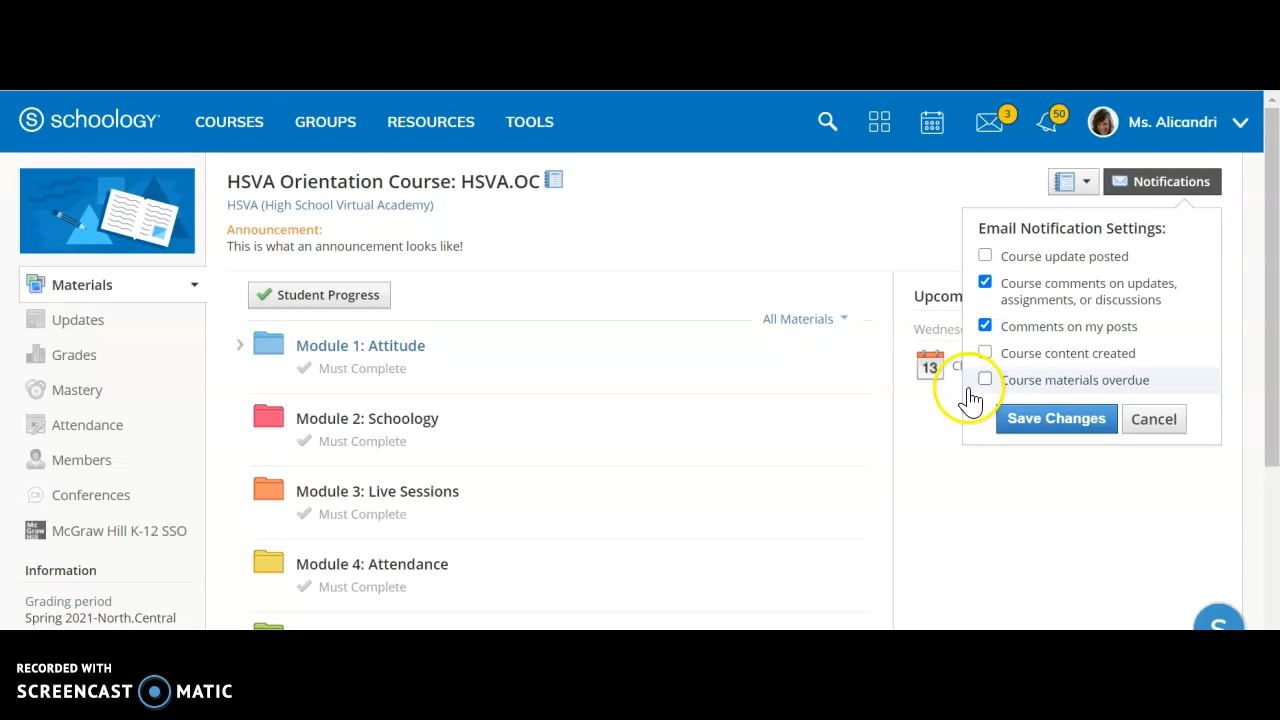 schoology
COURSES
GROUPS
RESOURCES
TOOLS
3
50
Ms. Alicandri
HSVA Orientation Course: HSVA.OC
HSVA (High School Virtual Academy)
Announcement:
This is what an announcement looks like!
Notifications
Email Notification Settings:
Course update posted
Course comments on updates,
assignments, or discussions
Comments on my posts
Course content created
Course materials overdue
Save Changes
Cancel
Materials
Updates
Grades
Mastery
Attendance
Members
Conferences
McGraw Hill K-12 SSO
Information
Grading period
Spring 2021-North.Central
Student Progress
All Materials
Module 1: Attitude
Must Complete
Module 2: Schoology
Must Complete
Module 3: Live Sessions
Must Complete
Module 4: Attendance
Must Complete
13
RECORDED WITH
SCREENCAST MATIC